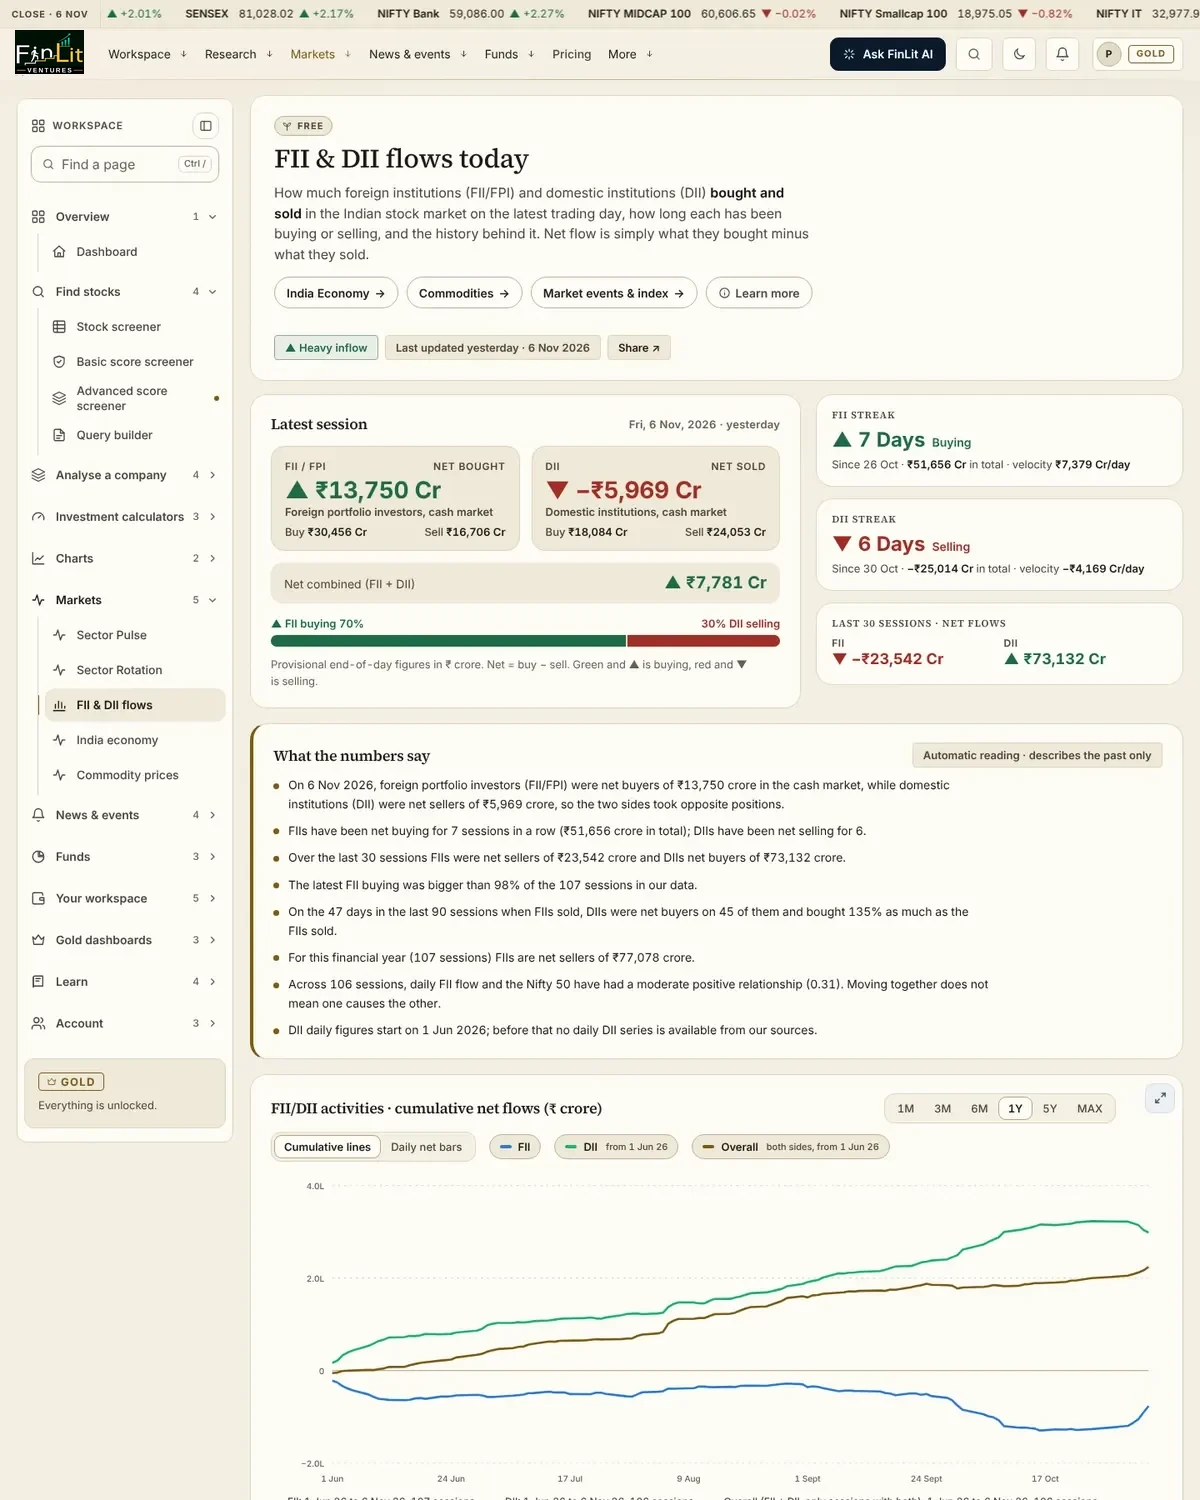 CLOSE · 6 NOV ▲ +2.01% SENSEX 81,028.02 ▲ +2.17% NIFTY Bank 59,086.00 ▲ +2.27% NIFTY MIDCAP 100 60,606.65 ▼ −0.02% NIFTY Smallcap 100 18,975.05 ▼ −0.82% NIFTY IT 32,977.9
FinLit
VENTURES
Workspace ↓ Research ↓ Markets ↓ News & events ↓ Funds ↓ Pricing More ↓ Ask FinLit AI P GOLD
WORKSPACE
Find a page Ctrl /
Overview 1
Dashboard
Find stocks 4
Stock screener
Basic score screener
Advanced score
screener
Query builder
Analyse a company 4
Investment calculators 3
Charts 2
Markets 5
Sector Pulse
Sector Rotation
FII & DII flows
India economy
Commodity prices
News & events 4
Funds 3
Your workspace 5
Gold dashboards 3
Learn 4
Account 3
GOLD
Everything is unlocked.
FREE
FII & DII flows today
How much foreign institutions (FII/FPI) and domestic institutions (DII) bought and
sold in the Indian stock market on the latest trading day, how long each has been
buying or selling, and the history behind it. Net flow is simply what they bought minus
what they sold.
India Economy → Commodities → Market events & index → Learn more
▲ Heavy inflow Last updated yesterday · 6 Nov 2026 Share ↗
Latest session Fri, 6 Nov, 2026 · yesterday
FII / FPI NET BOUGHT
▲ ₹13,750 Cr
Foreign portfolio investors, cash market
Buy ₹30,456 Cr Sell ₹16,706 Cr
DII NET SOLD
▼ −₹5,969 Cr
Domestic institutions, cash market
Buy ₹18,084 Cr Sell ₹24,053 Cr
Net combined (FII + DII) ▲ ₹7,781 Cr
▲ FII buying 70% 30% DII selling
Provisional end-of-day figures in ₹ crore. Net = buy − sell. Green and ▲ is buying, red and ▼
is selling.
FII STREAK
▲ 7 Days Buying
Since 26 Oct · ₹51,656 Cr in total · velocity ₹7,379 Cr/day
DII STREAK
▼ 6 Days Selling
Since 30 Oct · −₹25,014 Cr in total · velocity −₹4,169 Cr/day
LAST 30 SESSIONS · NET FLOWS
FII DII
▼ −₹23,542 Cr ▲ ₹73,132 Cr
What the numbers say Automatic reading · describes the past only
On 6 Nov 2026, foreign portfolio investors (FII/FPI) were net buyers of ₹13,750 crore in the cash market, while domestic
institutions (DII) were net sellers of ₹5,969 crore, so the two sides took opposite positions.
FIIs have been net buying for 7 sessions in a row (₹51,656 crore in total); DIIs have been net selling for 6.
Over the last 30 sessions FIIs were net sellers of ₹23,542 crore and DIIs net buyers of ₹73,132 crore.
The latest FII buying was bigger than 98% of the 107 sessions in our data.
On the 47 days in the last 90 sessions when FIIs sold, DIIs were net buyers on 45 of them and bought 135% as much as the
FIIs sold.
For this financial year (107 sessions) FIIs are net sellers of ₹77,078 crore.
Across 106 sessions, daily FII flow and the Nifty 50 have had a moderate positive relationship (0.31). Moving together does not
mean one causes the other.
DII daily figures start on 1 Jun 2026; before that no daily DII series is available from our sources.
FII/DII activities · cumulative net flows (₹ crore) 1M 3M 6M 1Y 5Y MAX
Cumulative lines Daily net bars FII DII from 1 Jun 26 Overall both sides, from 1 Jun 26
4.0L
2.0L
0
−2.0L
1 Jun 24 Jun 17 Jul 9 Aug 1 Sept 24 Sept 17 Oct